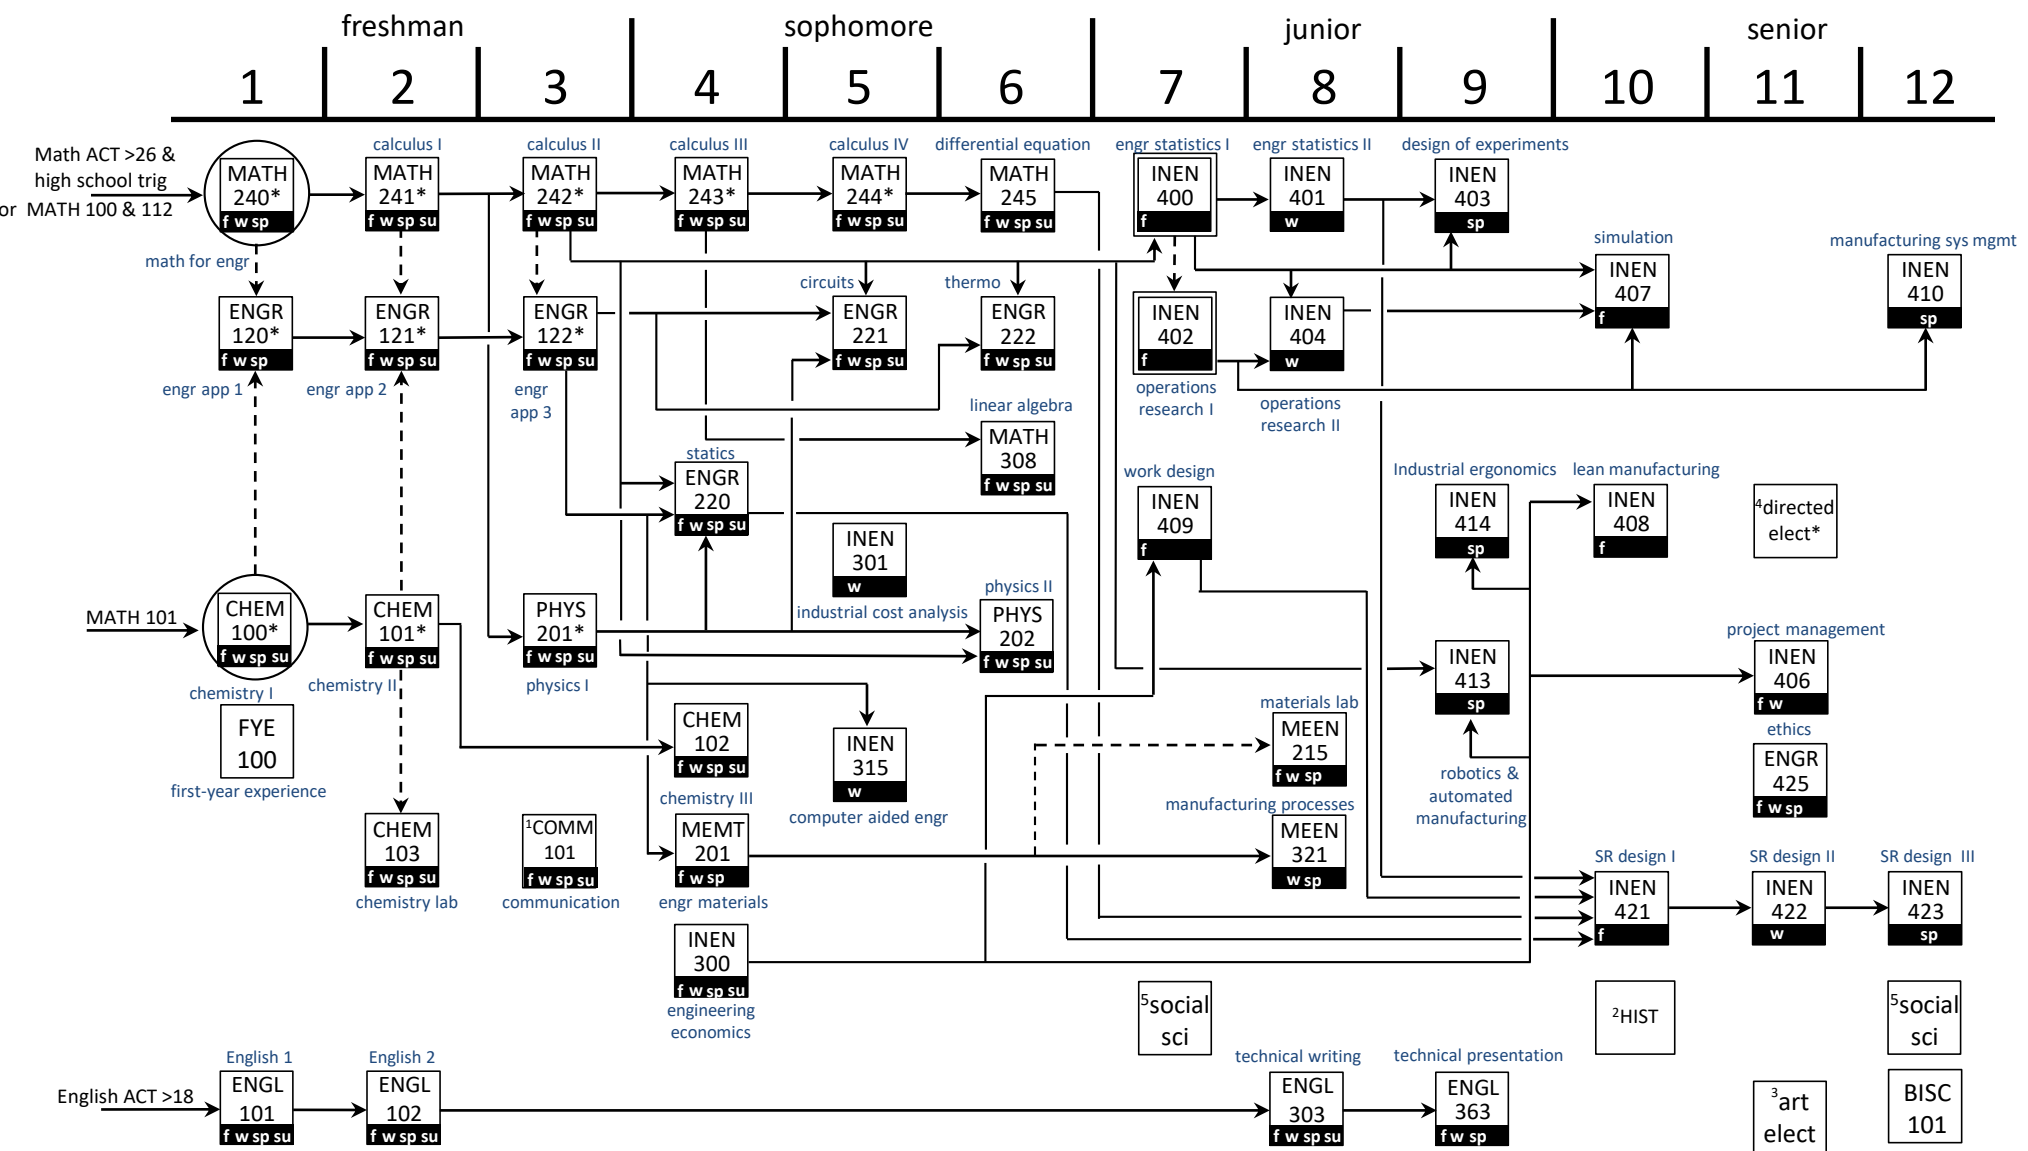 freshman
sophomore
junior
senior
1
2
3
4
5
6
7
8
9
10
11
12
Math ACT >26 &
high school trig
or MATH 100 & 112
MATH
240*
f w sp
math for engr
calculus I
MATH
241*
f w sp su
calculus II
MATH
242*
f w sp su
calculus III
MATH
243*
f w sp su
calculus IV
MATH
244*
f w sp su
differential equation
MATH
245
f w sp su
engr statistics I
INEN
400
f
engr statistics II
INEN
401
w
design of experiments
INEN
403
sp
simulation
INEN
407
f
manufacturing sys mgmt
INEN
410
sp
ENGR
120*
f w sp
engr app 1
ENGR
121*
f w sp su
engr app 2
ENGR
122*
f w sp su
engr
app 3
circuits
ENGR
221
f w sp su
thermo
ENGR
222
f w sp su
INEN
402
f
operations
research I
INEN
404
w
operations
research II
linear algebra
MATH
308
f w sp su
statics
ENGR
220
f w sp su
work design
INEN
409
f
Industrial ergonomics
INEN
414
sp
lean manufacturing
INEN
408
f
4directed
elect*
INEN
301
w
industrial cost analysis
MATH 101
CHEM
100*
f w sp su
chemistry I
CHEM
101*
f w sp su
chemistry II
PHYS
201*
f w sp su
physics I
physics II
PHYS
202
f w sp su
INEN
413
sp
robotics &
automated
manufacturing
project management
INEN
406
f w
FYE
100
first-year experience
CHEM
102
f w sp su
chemistry III
INEN
315
w
computer aided engr
materials lab
MEEN
215
f w sp
ethics
ENGR
425
f w sp
CHEM
103
f w sp su
chemistry lab
1COMM
101
f w sp su
communication
MEMT
201
f w sp
engr materials
manufacturing processes
MEEN
321
w sp
SR design I
INEN
421
f
SR design II
INEN
422
w
SR design III
INEN
423
sp
INEN
300
f w sp su
engineering
economics
5social
sci
2HIST
5social
sci
English ACT >18
English 1
ENGL
101
f w sp su
English 2
ENGL
102
f w sp su
technical writing
ENGL
303
f w sp su
technical presentation
ENGL
363
f w sp
3art
elect
BISC
101